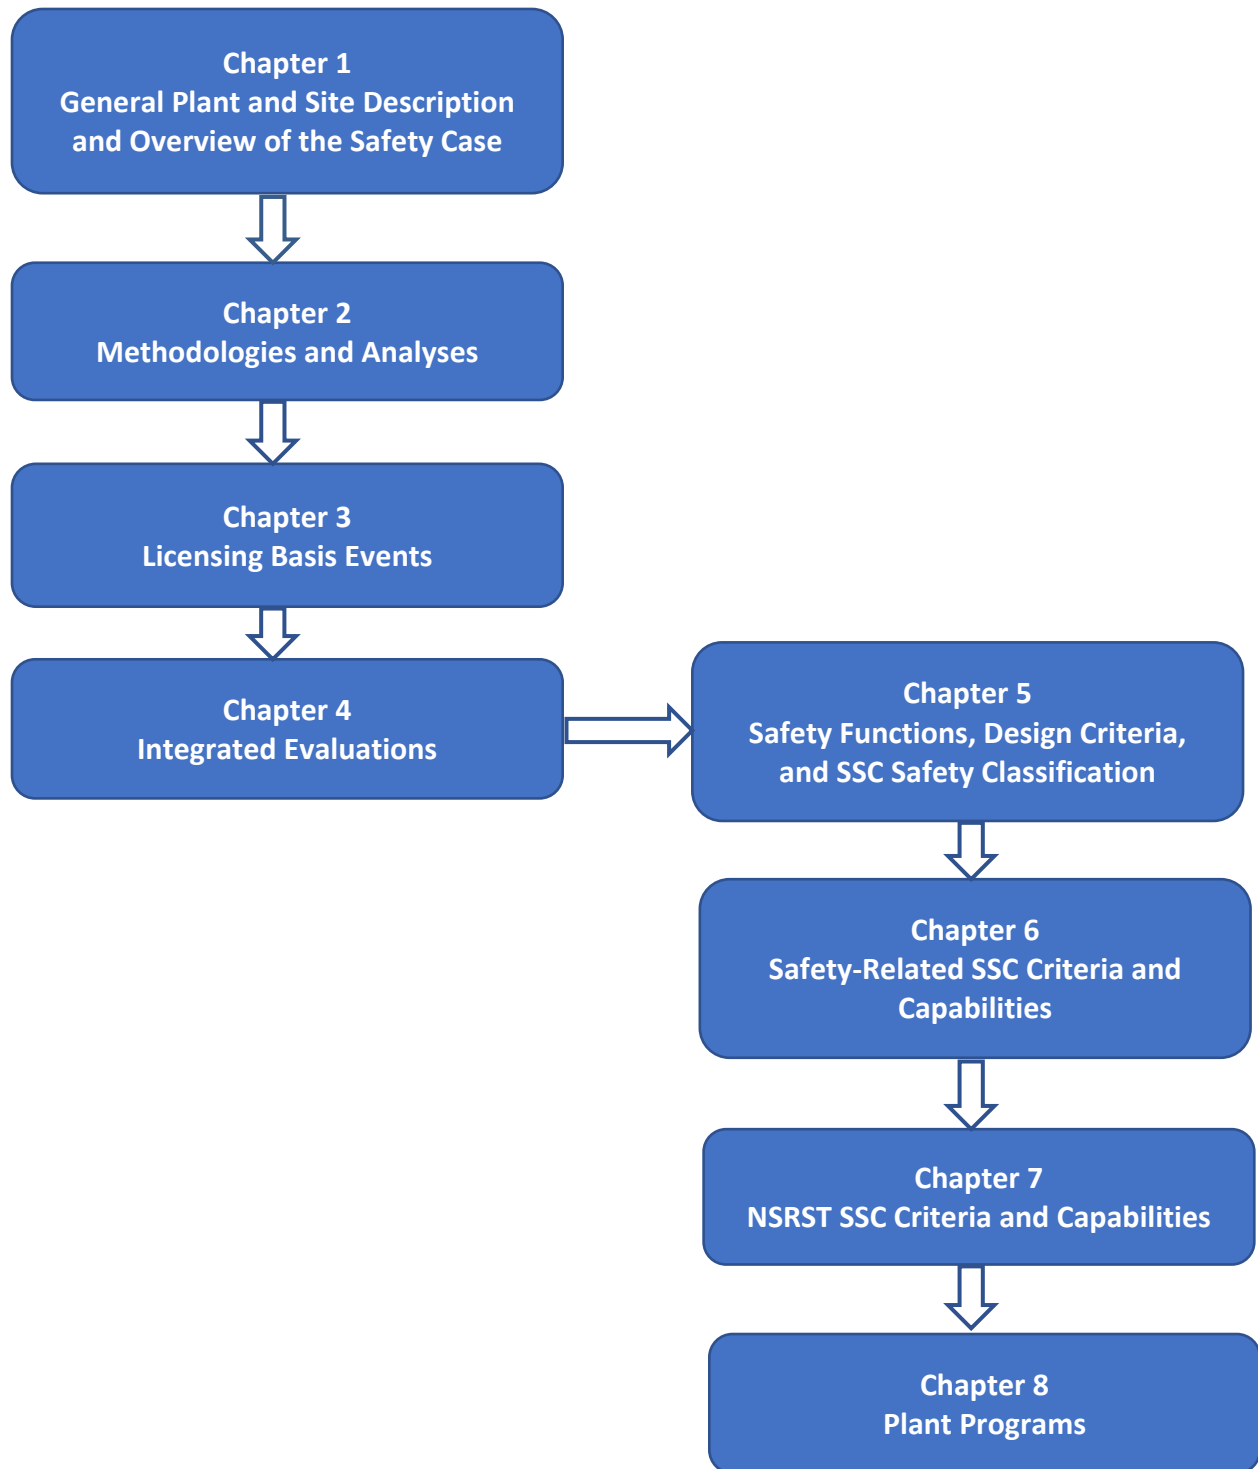 Chapter 1
General Plant and Site Description
and Overview of the Safety Case
Chapter 2
Methodologies and Analyses
Chapter 3
Licensing Basis Events
Chapter 4
Integrated Evaluations
Chapter 5
Safety Functions, Design Criteria,
and SSC Safety Classification
Chapter 6
Safety-Related SSC Criteria and
Capabilities
Chapter 7
NSRST SSC Criteria and Capabilities
Chapter 8
Plant Programs